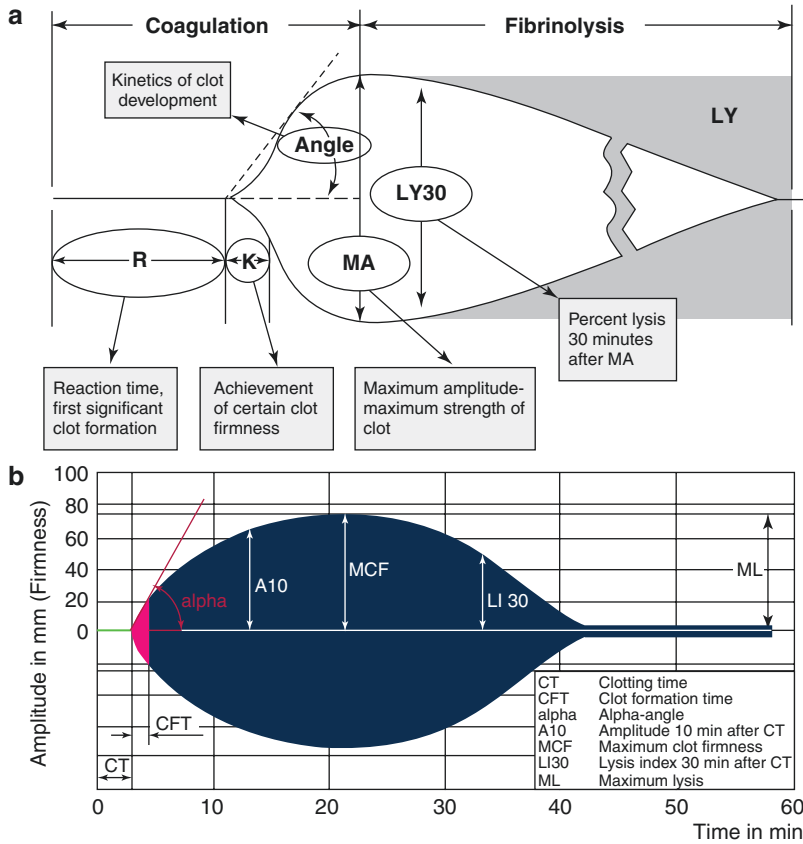 a
Coagulation
Fibrinolysis
Kinetics of clot
development
LY
Angle
LY30
R
K
MA
Percent lysis
30 minutes
after MA
Reaction time,
first significant
clot formation
Achievement
of certain clot
firmness
Maximum amplitude-
maximum strength of
clot
b
Amplitude in mm (Firmness)
100
80
60
40
20
0
alpha
A10
MCF
LI 30
ML
CFT
CT
CT Clotting time
CFT Clot formation time
alpha Alpha-angle
A10 Amplitude 10 min after CT
MCF Maximum clot firmness
LI30 Lysis index 30 min after CT
ML Maximum lysis
0 10 20 30 40 50 60
Time in min